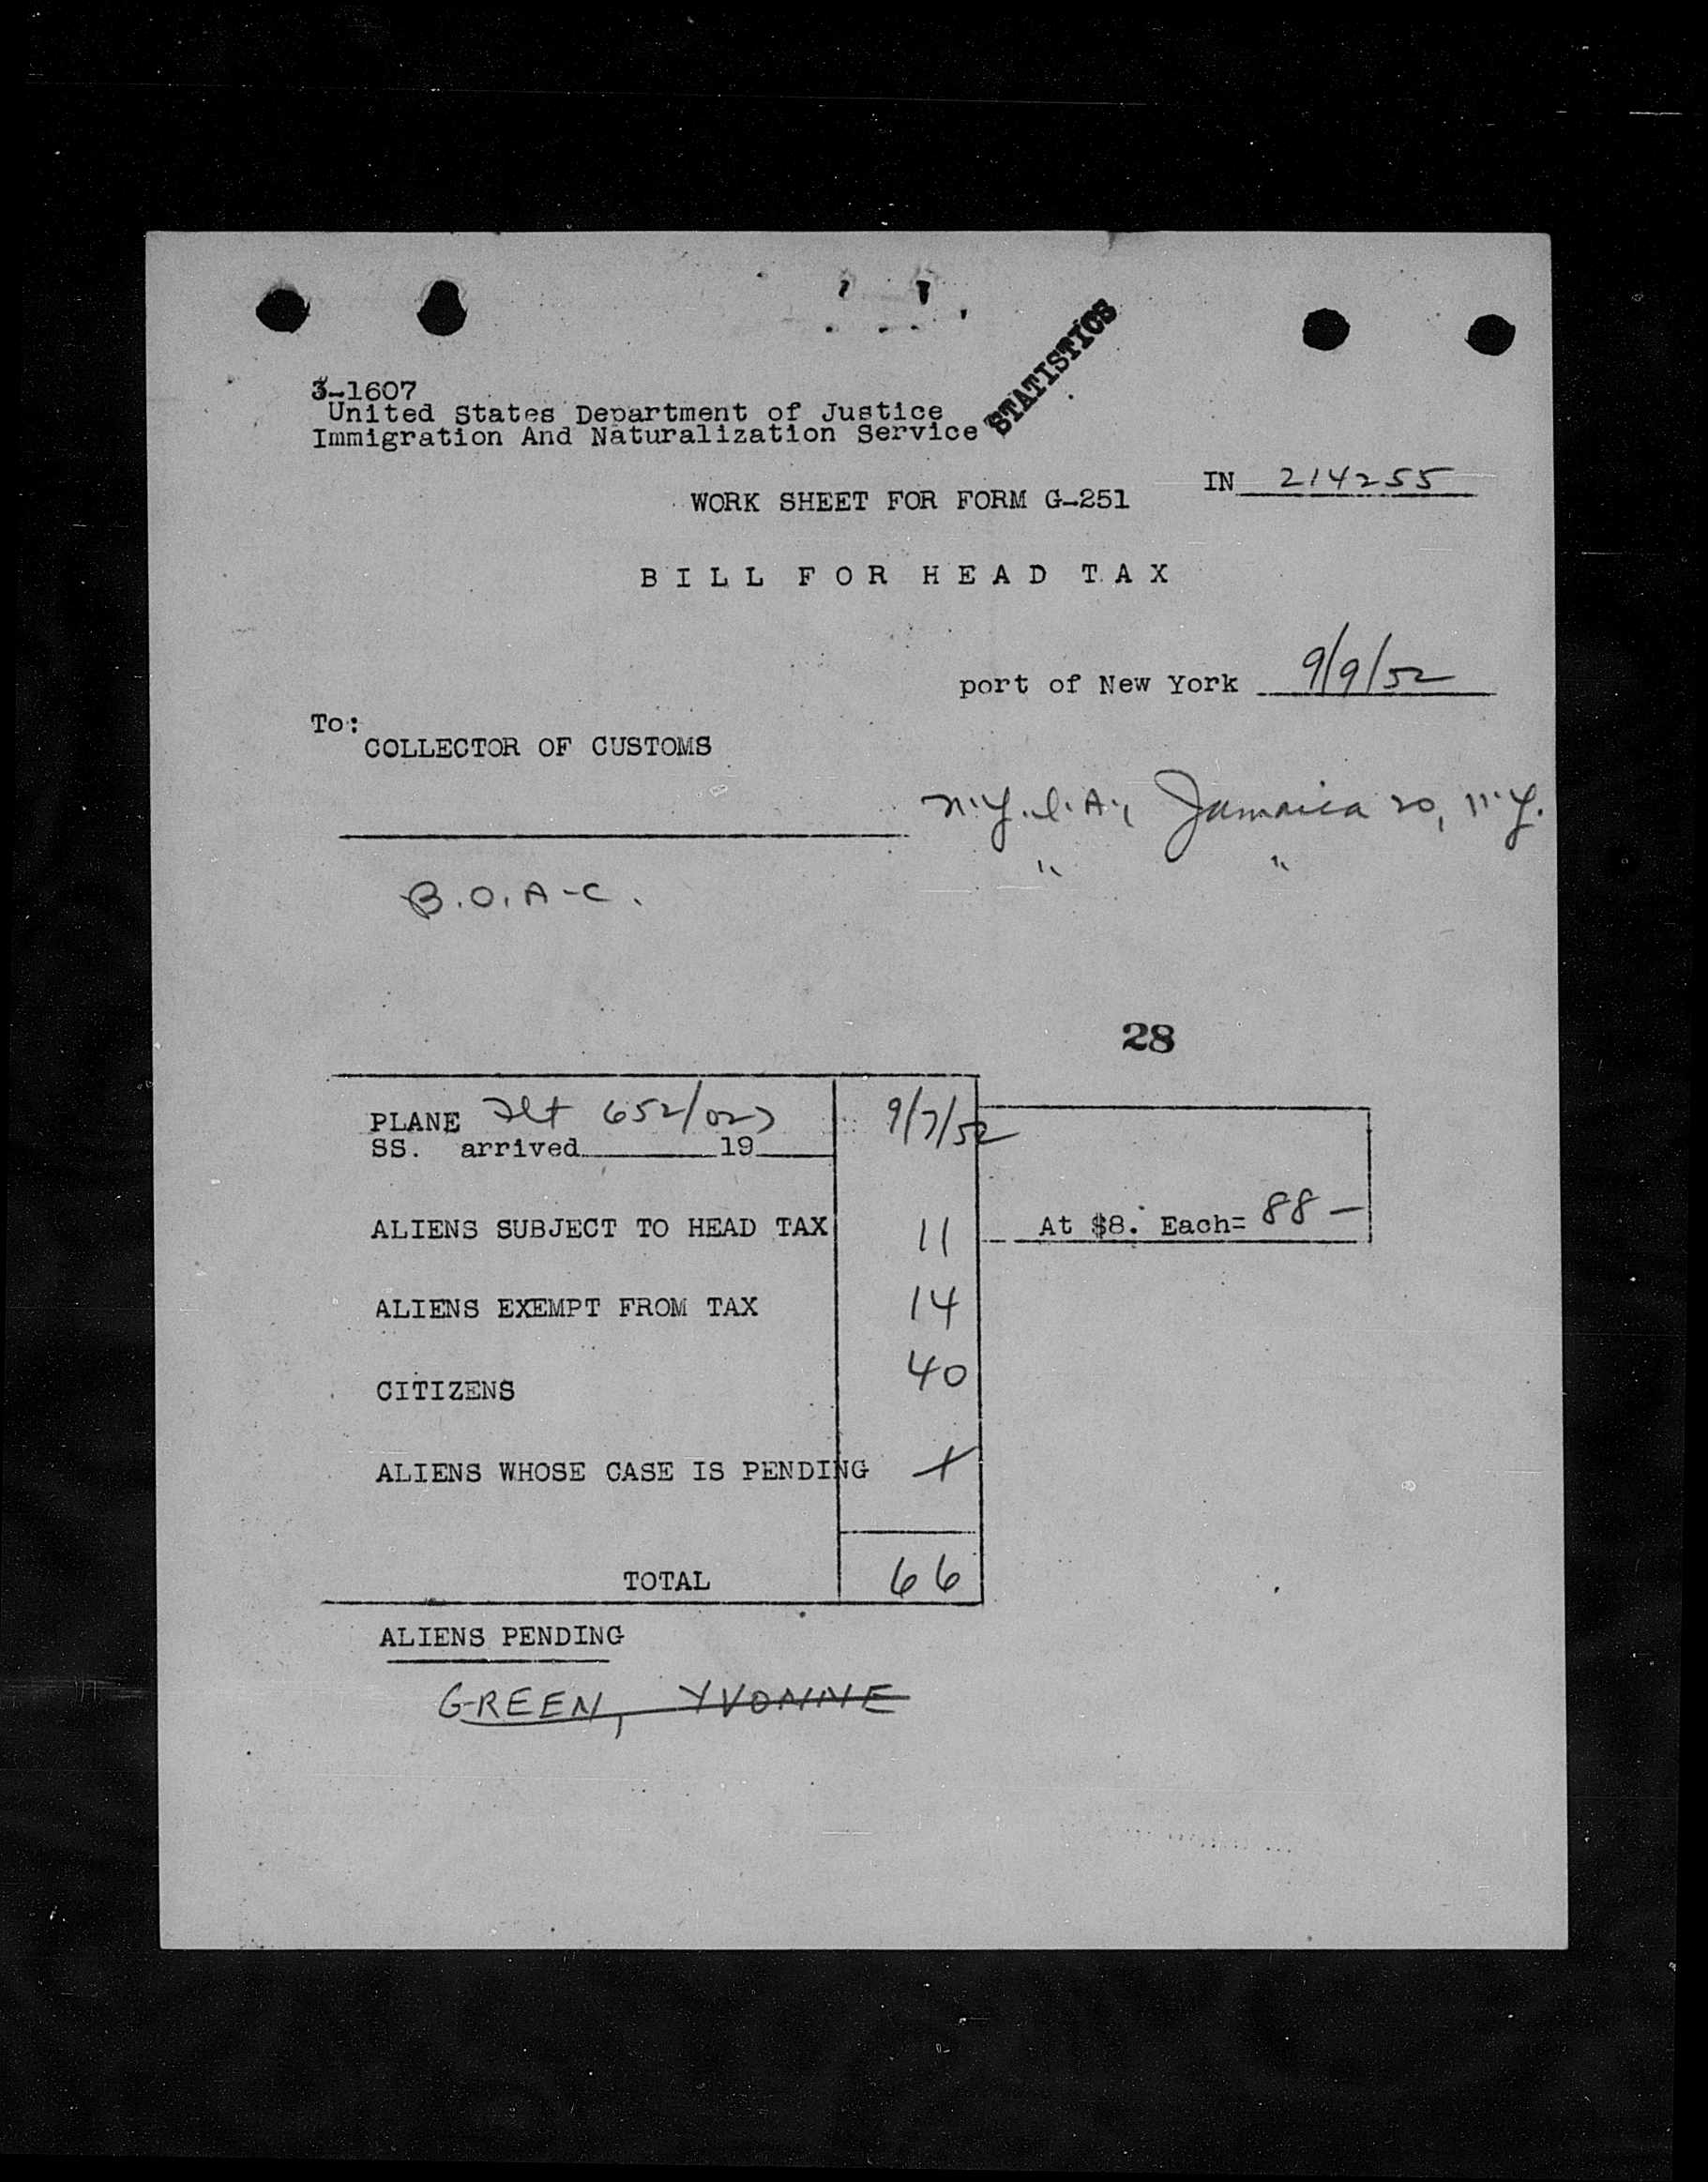 STATISTICS
3-1607
United States Department of Justice
Immigration And Naturalization Service
IN 214255
WORK SHEET FOR FORM G-251
BILL FOR HEAD TAX
port of New York 9/9/52
To:
COLLECTOR OF CUSTOMS
N.Y.I.A., Jamaica 20, N.Y.
" "
B.O.A-C.
28
PLANE Flt 652/027 9/7/52
SS. arrived 19
ALIENS SUBJECT TO HEAD TAX 11 At $8. Each= 88 —
ALIENS EXEMPT FROM TAX 14
CITIZENS 40
ALIENS WHOSE CASE IS PENDING
TOTAL 66
ALIENS PENDING
GREEN, YVONNE